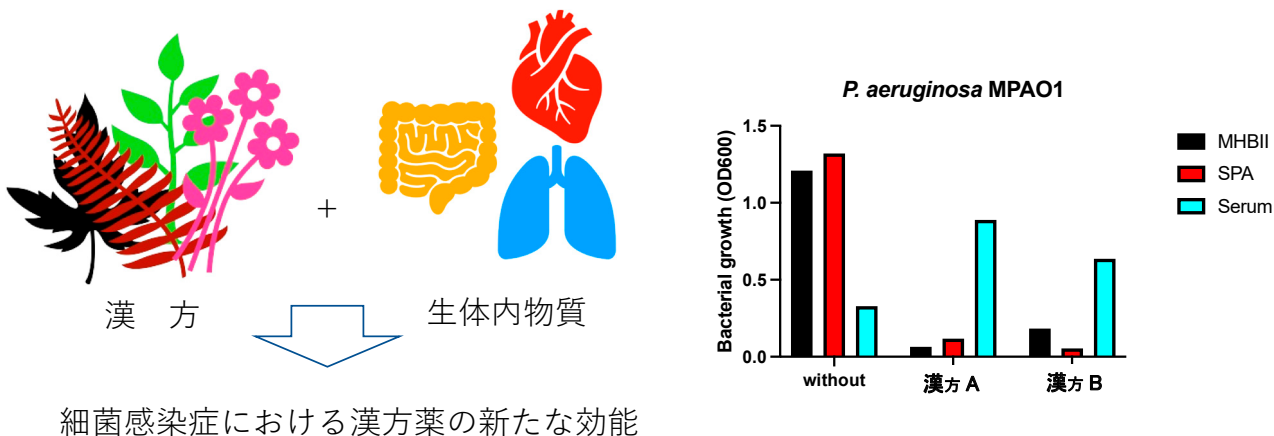 +
漢　方
生体内物質
細菌感染症における漢方薬の新たな効能
P. aeruginosa MPAO1
Bacterial growth (OD600)
1.5
1.0
0.5
0.0
without
漢方 A
漢方 B
MHBII
SPA
Serum